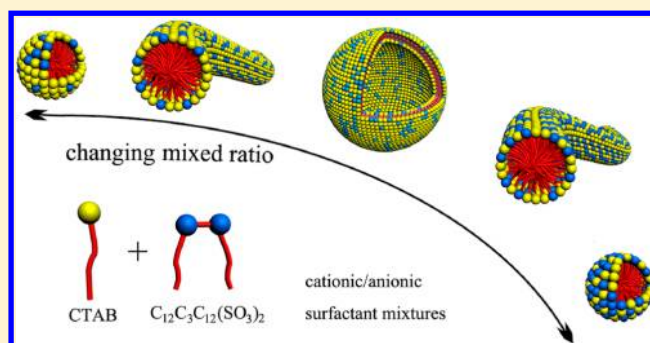 changing mixed ratio
+
CTAB
C₁₂C₃C₁₂(SO₃)₂
cationic/anionic
surfactant mixtures